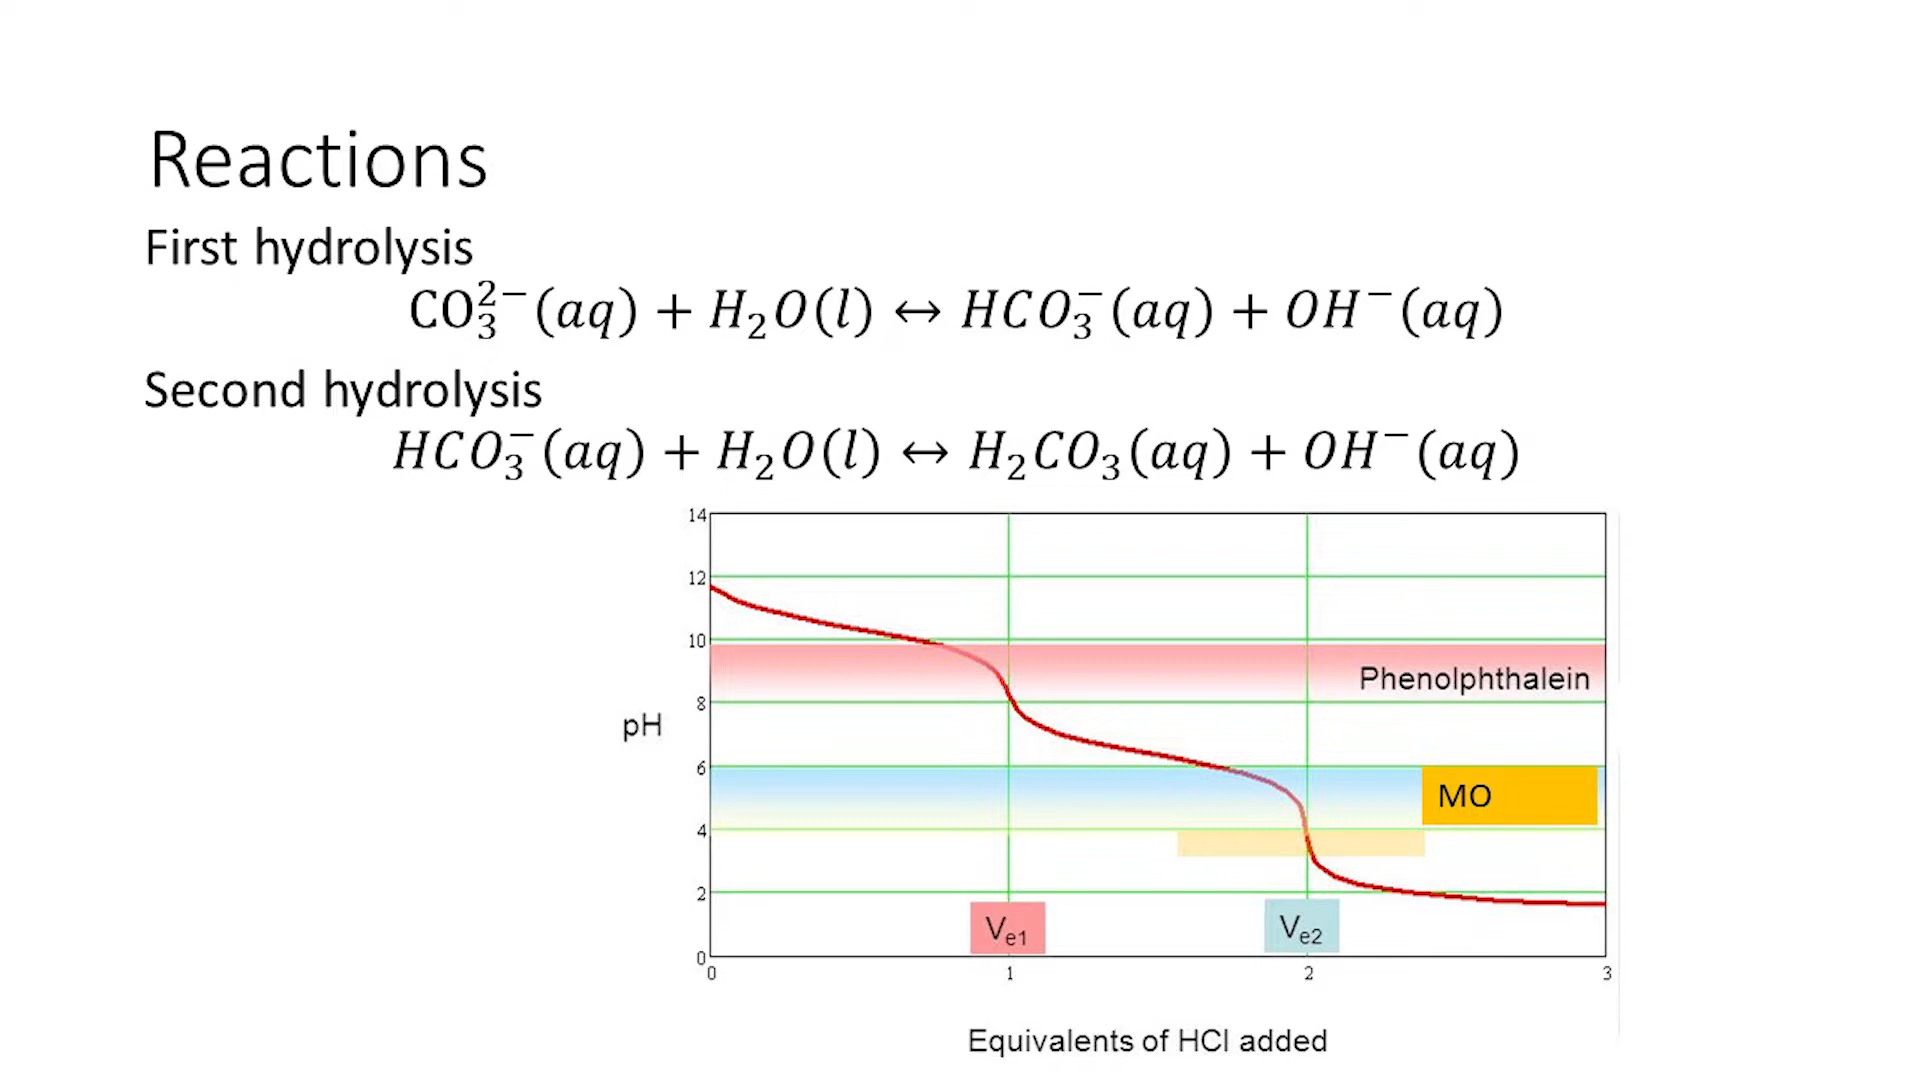 Reactions
First hydrolysis
CO₃²⁻(aq) + H₂O(l) ↔ HCO₃⁻(aq) + OH⁻(aq)
Second hydrolysis
HCO₃⁻(aq) + H₂O(l) ↔ H₂CO₃(aq) + OH⁻(aq)
14
12
10
Phenolphthalein
8
pH
6
MO
4
2
Ve1
Ve2
0
0 1 2 3
Equivalents of HCl added